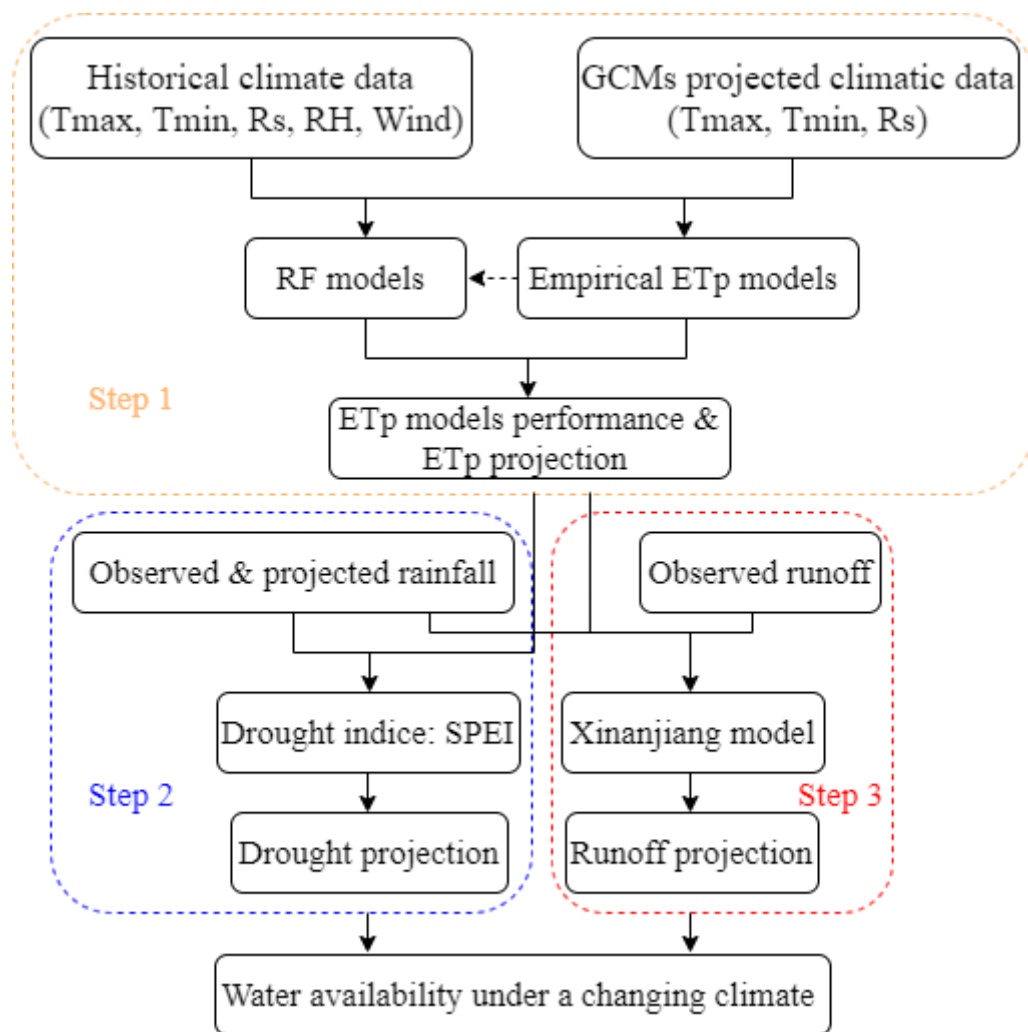 Historical climate data
(Tmax, Tmin, Rs, RH, Wind)
GCMs projected climatic data
(Tmax, Tmin, Rs)
RF models
Empirical ETp models
Step 1
ETp models performance &
ETp projection
Observed & projected rainfall
Observed runoff
Drought indice: SPEI
Xinanjiang model
Step 2
Step 3
Drought projection
Runoff projection
Water availability under a changing climate